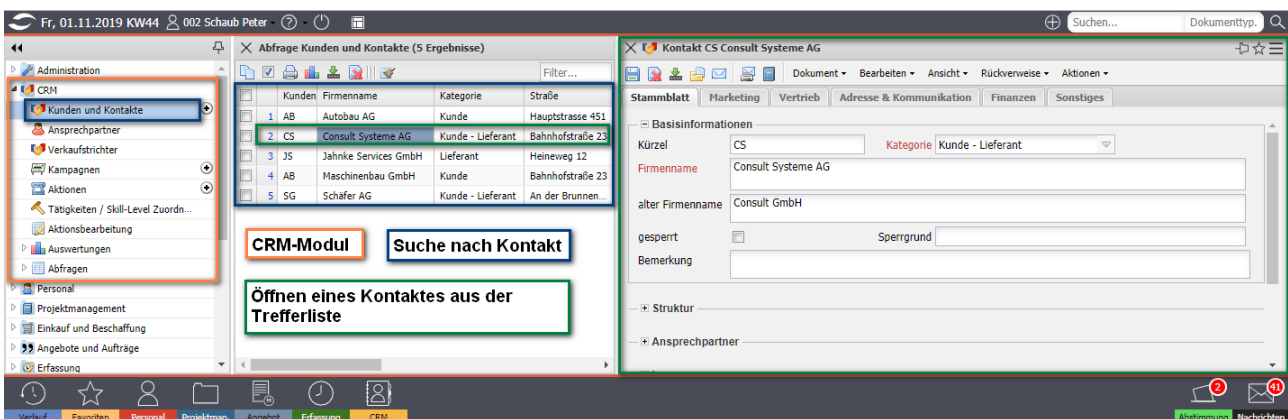 Fr, 01.11.2019 KW44 002 Schaub Peter
Suchen... Dokumenttyp.
Administration
CRM
Kunden und Kontakte
Ansprechpartner
Verkaufstrichter
Kampagnen
Aktionen
Tätigkeiten / Skill-Level Zuordn...
Aktionsbearbeitung
Auswertungen
Abfragen
Personal
Projektmanagement
Einkauf und Beschaffung
Angebote und Aufträge
Erfassung
Abfrage Kunden und Kontakte (5 Ergebnisse)
Filter...
Kunden Firmenname Kategorie Straße
1 AB Autobau AG Kunde Hauptstrasse 451
2 CS Consult Systeme AG Kunde - Lieferant Bahnhofstraße 23
3 JS Jahnke Services GmbH Lieferant Heineweg 12
4 AB Maschinenbau GmbH Kunde Bahnhofstraße 23
5 SG Schäfer AG Kunde - Lieferant An der Brunnen...
CRM-Modul
Suche nach Kontakt
Öffnen eines Kontaktes aus der
Trefferliste
Kontakt CS Consult Systeme AG
Dokument Bearbeiten Ansicht Rückverweise Aktionen
Stammblatt Marketing Vertrieb Adresse & Kommunikation Finanzen Sonstiges
Basisinformationen
Kürzel CS Kategorie Kunde - Lieferant
Firmenname Consult Systeme AG
alter Firmenname Consult GmbH
gesperrt Sperrgrund
Bemerkung
Struktur
Ansprechpartner
2 41
Verlauf Favoriten Personal Projektman. Angebot Erfassung CRM Abstimmung Nachrichten